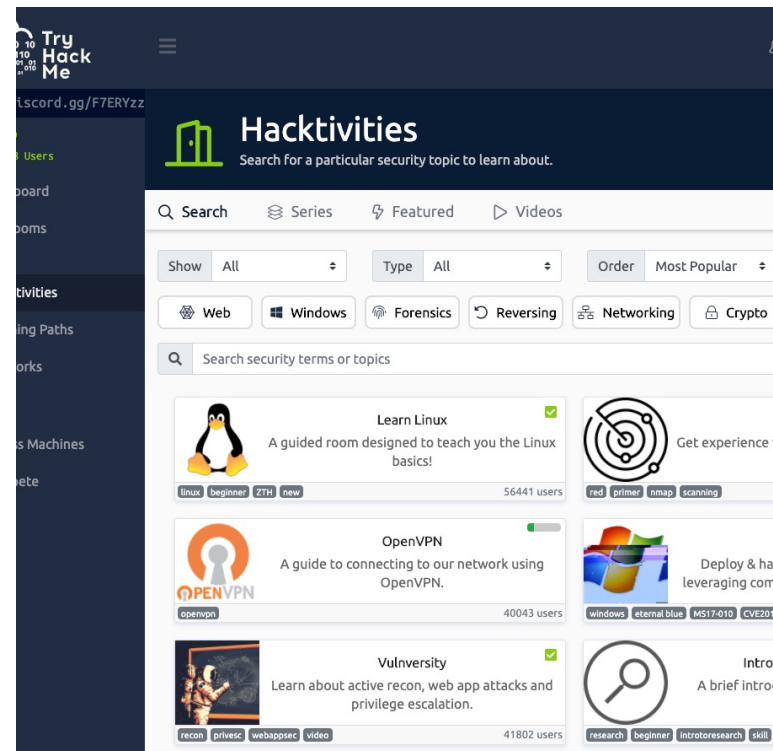 Try
Hack
Me
iscord.gg/F7ERYzz
Users
board
ooms
tivities
ing Paths
orks
s Machines
ete
Hacktivities
Search for a particular security topic to learn about.
Search Series Featured Videos
Show All Type All Order Most Popular
Web Windows Forensics Reversing Networking Crypto
Search security terms or topics
Learn Linux
A guided room designed to teach you the Linux
basics!
linux beginner ZTH new 56441 users
Get experience
red primer nmap scanning
OpenVPN
A guide to connecting to our network using
OpenVPN.
OPENVPN
openvpn 40043 users
Deploy & ha
leveraging com
windows eternal blue MS17-010 CVE201
Vulnversity
Learn about active recon, web app attacks and
privilege escalation.
recon privesc webappsec video 41802 users
Intro
A brief intro
research beginner introtoresearch skill